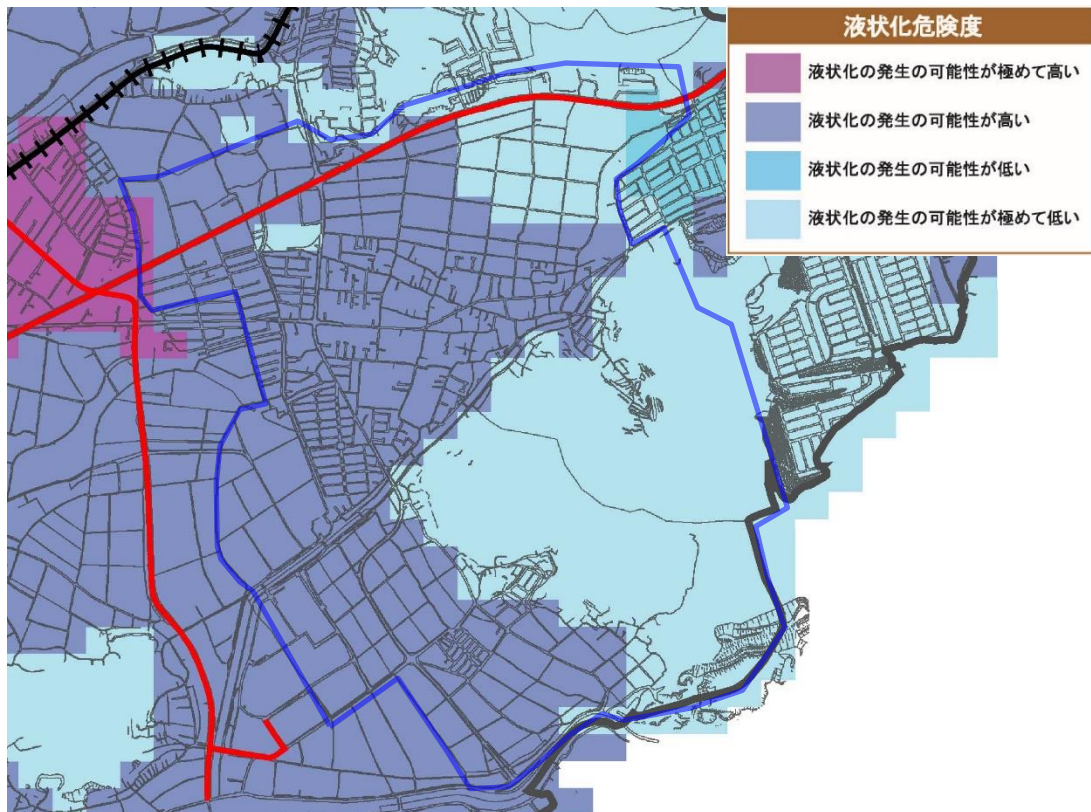 液状化危険度
液状化の発生の可能性が極めて高い
液状化の発生の可能性が高い
液状化の発生の可能性が低い
液状化の発生の可能性が極めて低い